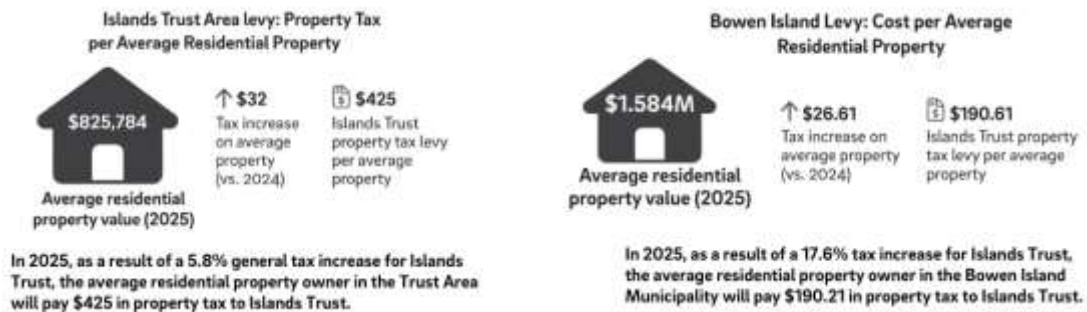 Islands Trust Area levy: Property Tax
per Average Residential Property
$825,784
$32
Tax increase
on average
property
(vs. 2024)
$425
Islands Trust
property tax levy
per average
property
Average residential
property value (2025)
In 2025, as a result of a 5.8% general tax increase for Islands
Trust, the average residential property owner in the Trust Area
will pay $425 in property tax to Islands Trust.
Bowen Island Levy: Cost per Average
Residential Property
$1.584M
$26.61
Tax increase on
average property
(vs. 2024)
$190.61
Islands Trust property
tax levy per average
property
Average residential
property value (2025)
In 2025, as a result of a 17.6% tax increase for Islands Trust,
the average residential property owner in the Bowen Island
Municipality will pay $190.21 in property tax to Islands Trust.